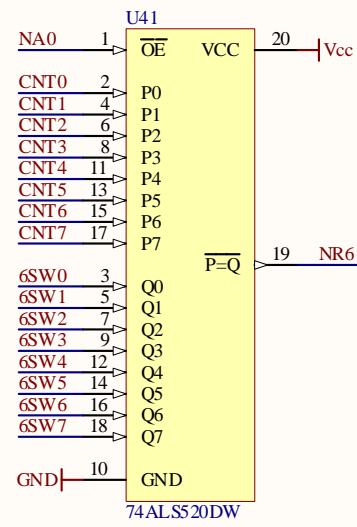 U41
NA0 1 OE VCC 20 Vcc
CNT0 2 P0
CNT1 4 P1
CNT2 6 P2
CNT3 8 P3
CNT4 11 P4
CNT5 13 P5
CNT6 15 P6
CNT7 17 P7
P=Q 19 NR6
6SW0 3 Q0
6SW1 5 Q1
6SW2 7 Q2
6SW3 9 Q3
6SW4 12 Q4
6SW5 14 Q5
6SW6 16 Q6
6SW7 18 Q7
GND 10 GND
74ALS520DW